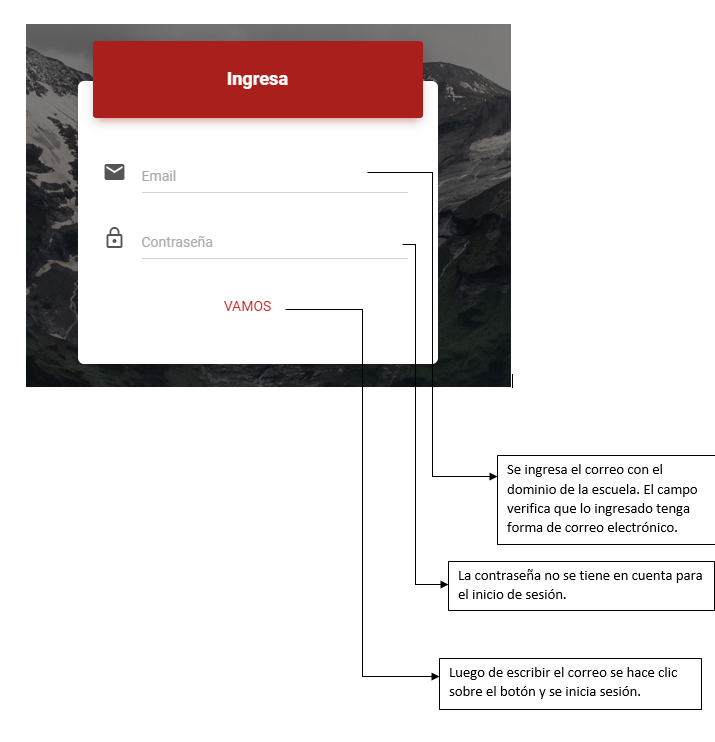 Ingresa
Email
Contraseña
VAMOS
Se ingresa el correo con el
dominio de la escuela. El campo
verifica que lo ingresado tenga
forma de correo electrónico.
La contraseña no se tiene en cuenta para
el inicio de sesión.
Luego de escribir el correo se hace clic
sobre el botón y se inicia sesión.